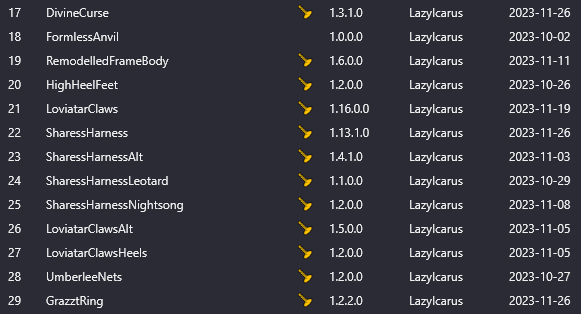 17 DivineCurse 1.3.1.0 LazyIcarus 2023-11-26
18 FormlessAnvil 1.0.0.0 LazyIcarus 2023-10-02
19 RemodelledFrameBody 1.6.0.0 LazyIcarus 2023-11-11
20 HighHeelFeet 1.2.0.0 LazyIcarus 2023-10-26
21 LoviatarClaws 1.16.0.0 LazyIcarus 2023-11-19
22 SharessHarness 1.13.1.0 LazyIcarus 2023-11-26
23 SharessHarnessAlt 1.4.1.0 LazyIcarus 2023-11-03
24 SharessHarnessLeotard 1.1.0.0 LazyIcarus 2023-10-29
25 SharessHarnessNightsong 1.2.0.0 LazyIcarus 2023-11-08
26 LoviatarClawsAlt 1.5.0.0 LazyIcarus 2023-11-05
27 LoviatarClawsHeels 1.2.0.0 LazyIcarus 2023-11-05
28 UmberleeNets 1.2.0.0 LazyIcarus 2023-10-27
29 GrazztRing 1.2.2.0 LazyIcarus 2023-11-26